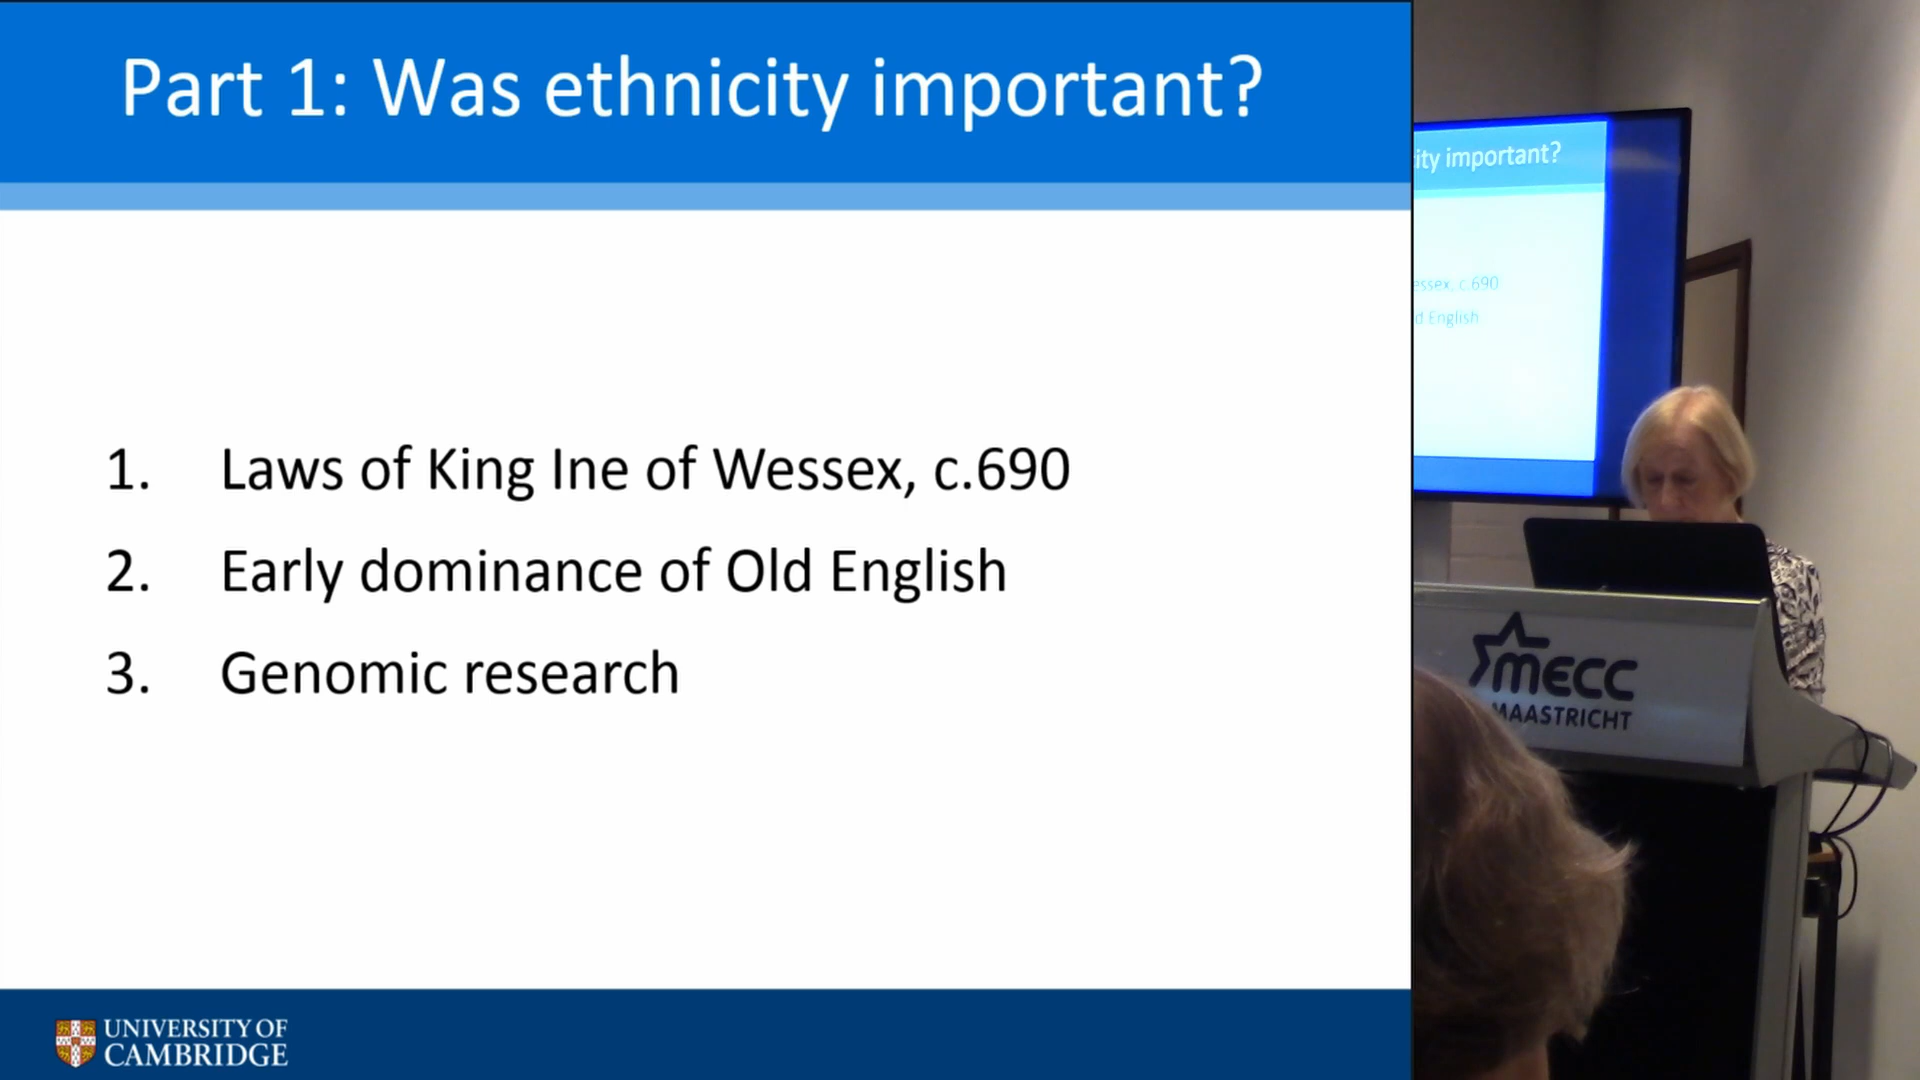 Part 1: Was ethnicity important?
1. Laws of King Ine of Wessex, c.690
2. Early dominance of Old English
3. Genomic research
UNIVERSITY OF
CAMBRIDGE
ity important?
essex, c.690
d English
mecc
MAASTRICHT